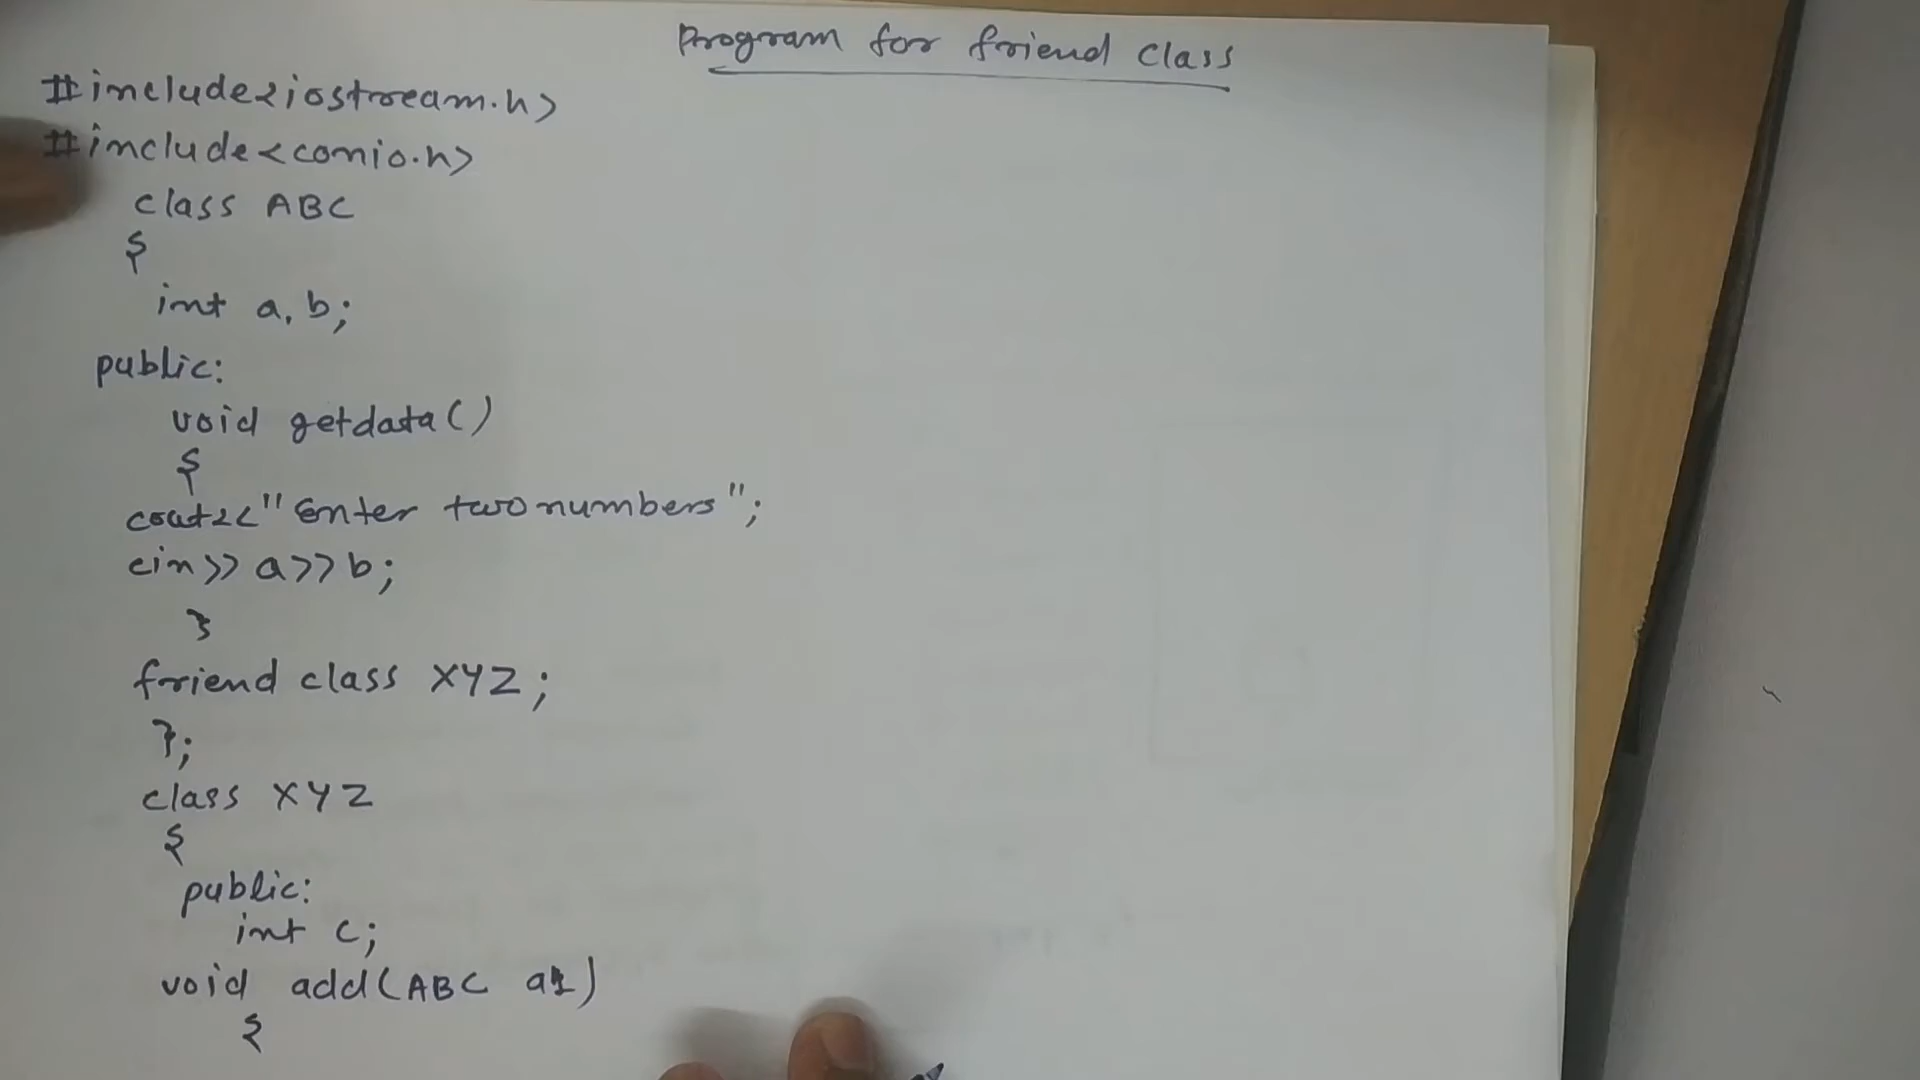 Program for friend class
#include<iostream.h>
#include<conio.h>
class ABC
{
int a, b;
public:
void getdata()
{
cout<<"Enter two numbers";
cin>>a>>b;
}
friend class XYZ;
};
class XYZ
{
public:
int c;
void add(ABC a1)
{